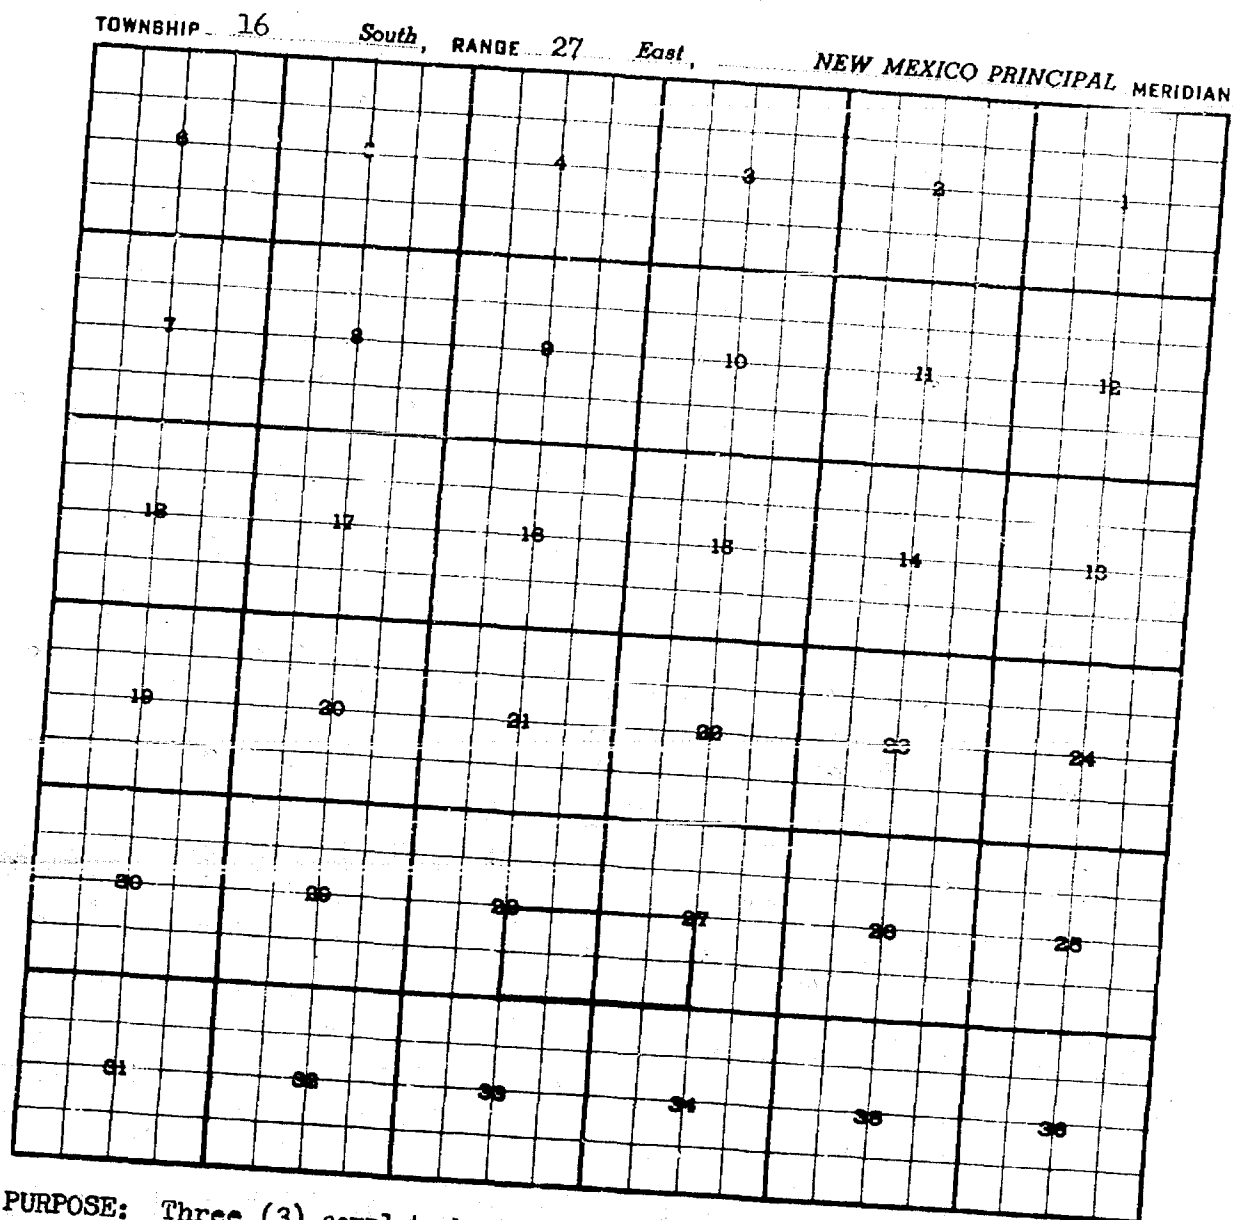 TOWNSHIP 16 South, RANGE 27 East, NEW MEXICO PRINCIPAL MERIDIAN
6 4 3 2 1
7 8 9 10 11 12
18 17 16 15 14 13
19 20 21 22 23 24
30 29 28 27 26 25
31 32 33 34 35 36
PURPOSE: Three (3)